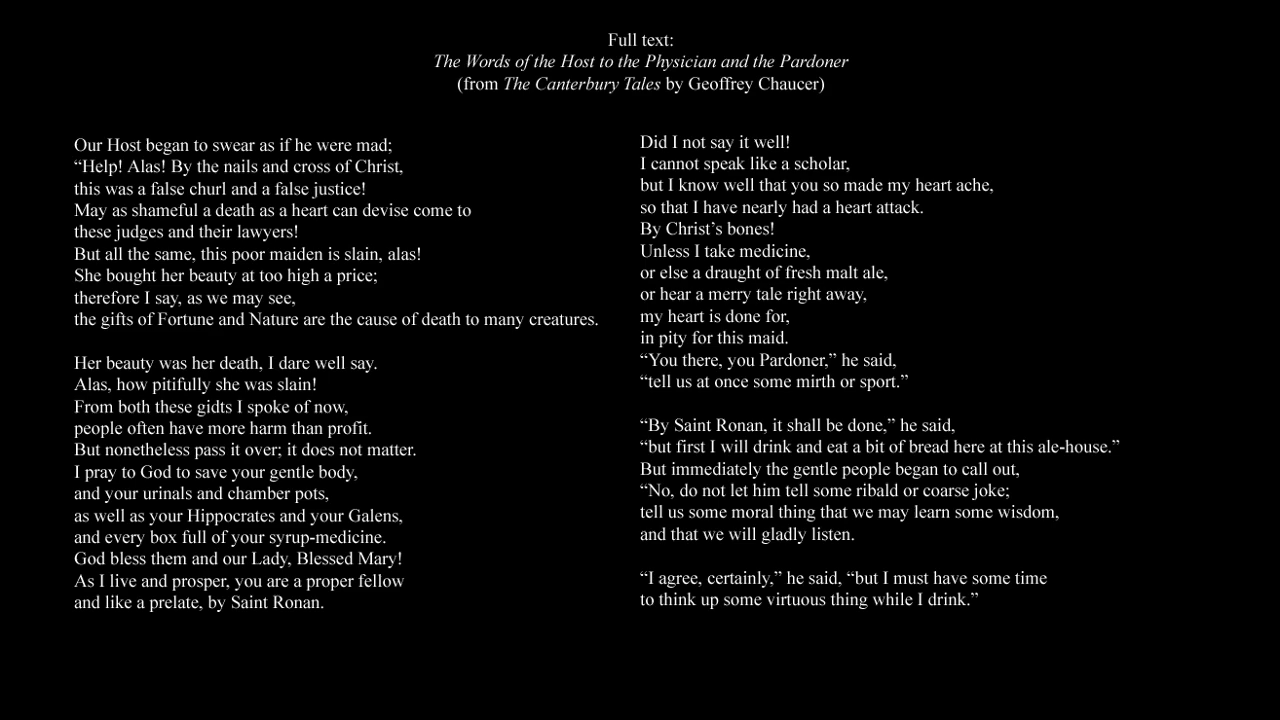 Full text:
The Words of the Host to the Physician and the Pardoner
(from The Canterbury Tales by Geoffrey Chaucer)
Our Host began to swear as if he were mad;
“Help! Alas! By the nails and cross of Christ,
this was a false churl and a false justice!
May as shameful a death as a heart can devise come to
these judges and their lawyers!
But all the same, this poor maiden is slain, alas!
She bought her beauty at too high a price;
therefore I say, as we may see,
the gifts of Fortune and Nature are the cause of death to many creatures.
Her beauty was her death, I dare well say.
Alas, how pitifully she was slain!
From both these gidts I spoke of now,
people often have more harm than profit.
But nonetheless pass it over; it does not matter.
I pray to God to save your gentle body,
and your urinals and chamber pots,
as well as your Hippocrates and your Galens,
and every box full of your syrup-medicine.
God bless them and our Lady, Blessed Mary!
As I live and prosper, you are a proper fellow
and like a prelate, by Saint Ronan.
Did I not say it well!
I cannot speak like a scholar,
but I know well that you so made my heart ache,
so that I have nearly had a heart attack.
By Christ’s bones!
Unless I take medicine,
or else a draught of fresh malt ale,
or hear a merry tale right away,
my heart is done for,
in pity for this maid.
“You there, you Pardoner,” he said,
“tell us at once some mirth or sport.”
“By Saint Ronan, it shall be done,” he said,
“but first I will drink and eat a bit of bread here at this ale-house.”
But immediately the gentle people began to call out,
“No, do not let him tell some ribald or coarse joke;
tell us some moral thing that we may learn some wisdom,
and that we will gladly listen.
“I agree, certainly,” he said, “but I must have some time
to think up some virtuous thing while I drink.”